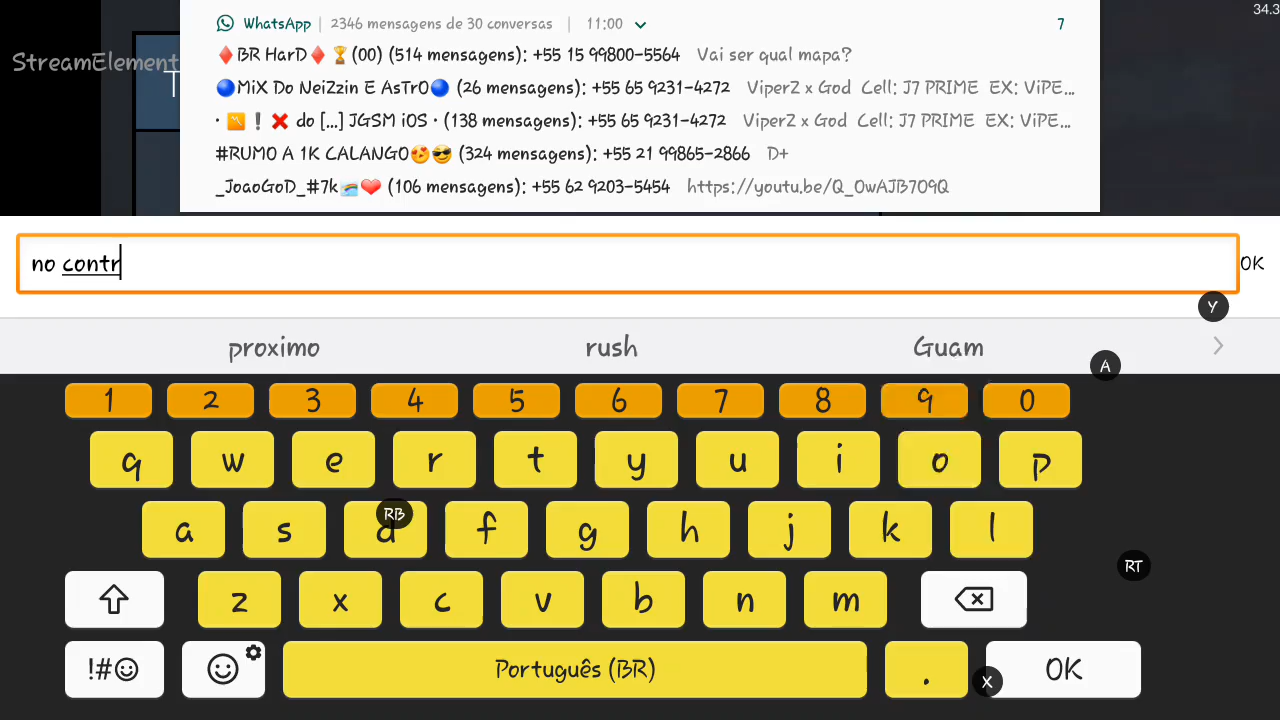 WhatsApp | 2346 mensagens de 30 conversas | 11:00 7
34.3
StreamElement
T
♦️BR HarD♦️ 🏆(00) (514 mensagens): +55 15 99800-5564 Vai ser qual mapa?
🔵MiX Do NeiZzin E AsTrO🔵 (26 mensagens): +55 65 9231-4272 ViperZ x God Cell: J7 PRIME EX: ViPE...
· 〽️❕❌ do [...] JGSM iOS · (138 mensagens): +55 65 9231-4272 ViperZ x God Cell: J7 PRIME EX: ViPE...
#RUMO A 1K CALANGO😍😎 (324 mensagens): +55 21 99865-2866 D+
_JoaoGoD_#7k🌈❤️ (106 mensagens): +55 62 9203-5454 https://youtu.be/Q_OwAJB7O9Q
no contr
OK
Y
proximo rush Guam
A
1 2 3 4 5 6 7 8 9 0
q w e r t y u i o p
RB
a s d f g h j k l
RT
z x c v b n m
!#☺ Português (BR) . X OK